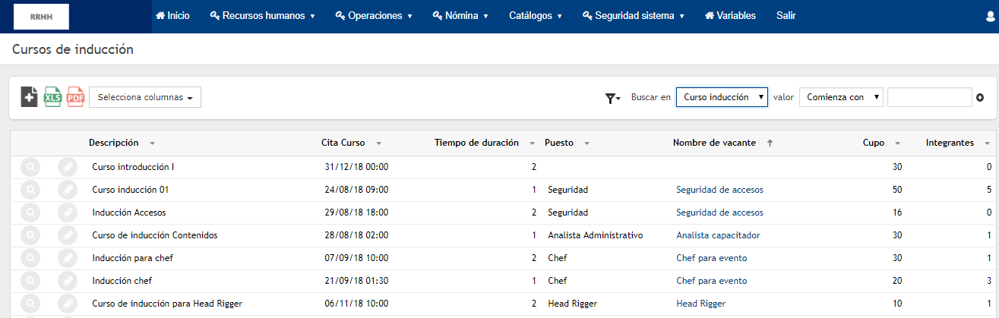 RRHH Inicio Recursos humanos Operaciones Nómina Catálogos Seguridad sistema Variables Salir
Cursos de inducción
XLS PDF Selecciona columnas Buscar en Curso inducción valor Comienza con
Descripción Cita Curso Tiempo de duración Puesto Nombre de vacante Cupo Integrantes
Curso introducción I 31/12/18 00:00 2 30 0
Curso inducción 01 24/08/18 09:00 1 Seguridad Seguridad de accesos 50 5
Inducción Accesos 29/08/18 18:00 2 Seguridad Seguridad de accesos 16 0
Curso de inducción Contenidos 28/08/18 02:00 1 Analista Administrativo Analista capacitador 30 1
Inducción para chef 07/09/18 10:00 2 Chef Chef para evento 30 1
Inducción chef 21/09/18 01:30 1 Chef Chef para evento 20 3
Curso de inducción para Head Rigger 06/11/18 10:00 2 Head Rigger Head Rigger 10 1